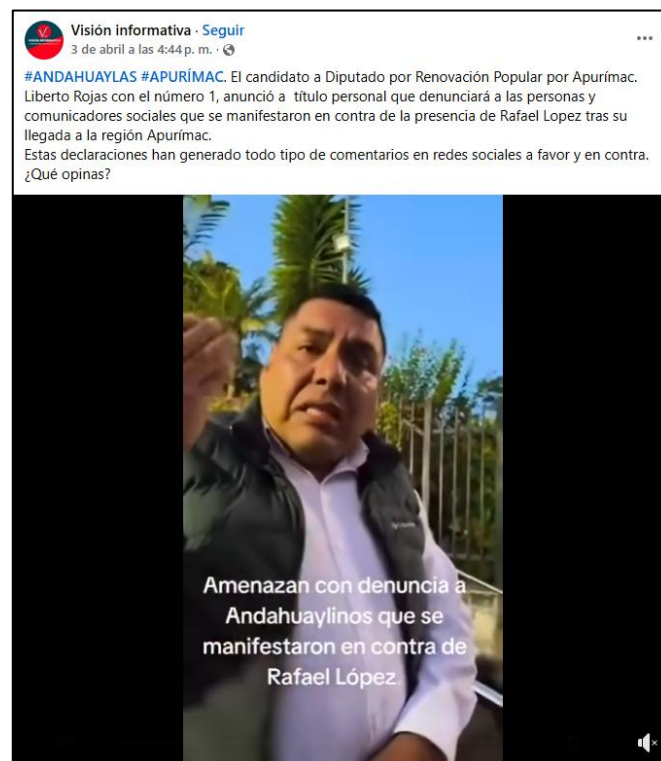 Visión informativa · Seguir
3 de abril a las 4:44 p. m. ·
#ANDAHUAYLAS #APURÍMAC. El candidato a Diputado por Renovación Popular por Apurímac.
Liberto Rojas con el número 1, anunció a título personal que denunciará a las personas y
comunicadores sociales que se manifestaron en contra de la presencia de Rafael Lopez tras su
llegada a la región Apurímac.
Estas declaraciones han generado todo tipo de comentarios en redes sociales a favor y en contra.
¿Qué opinas?
Amenazan con denuncia a
Andahuaylinos que se
manifestaron en contra de
Rafael López